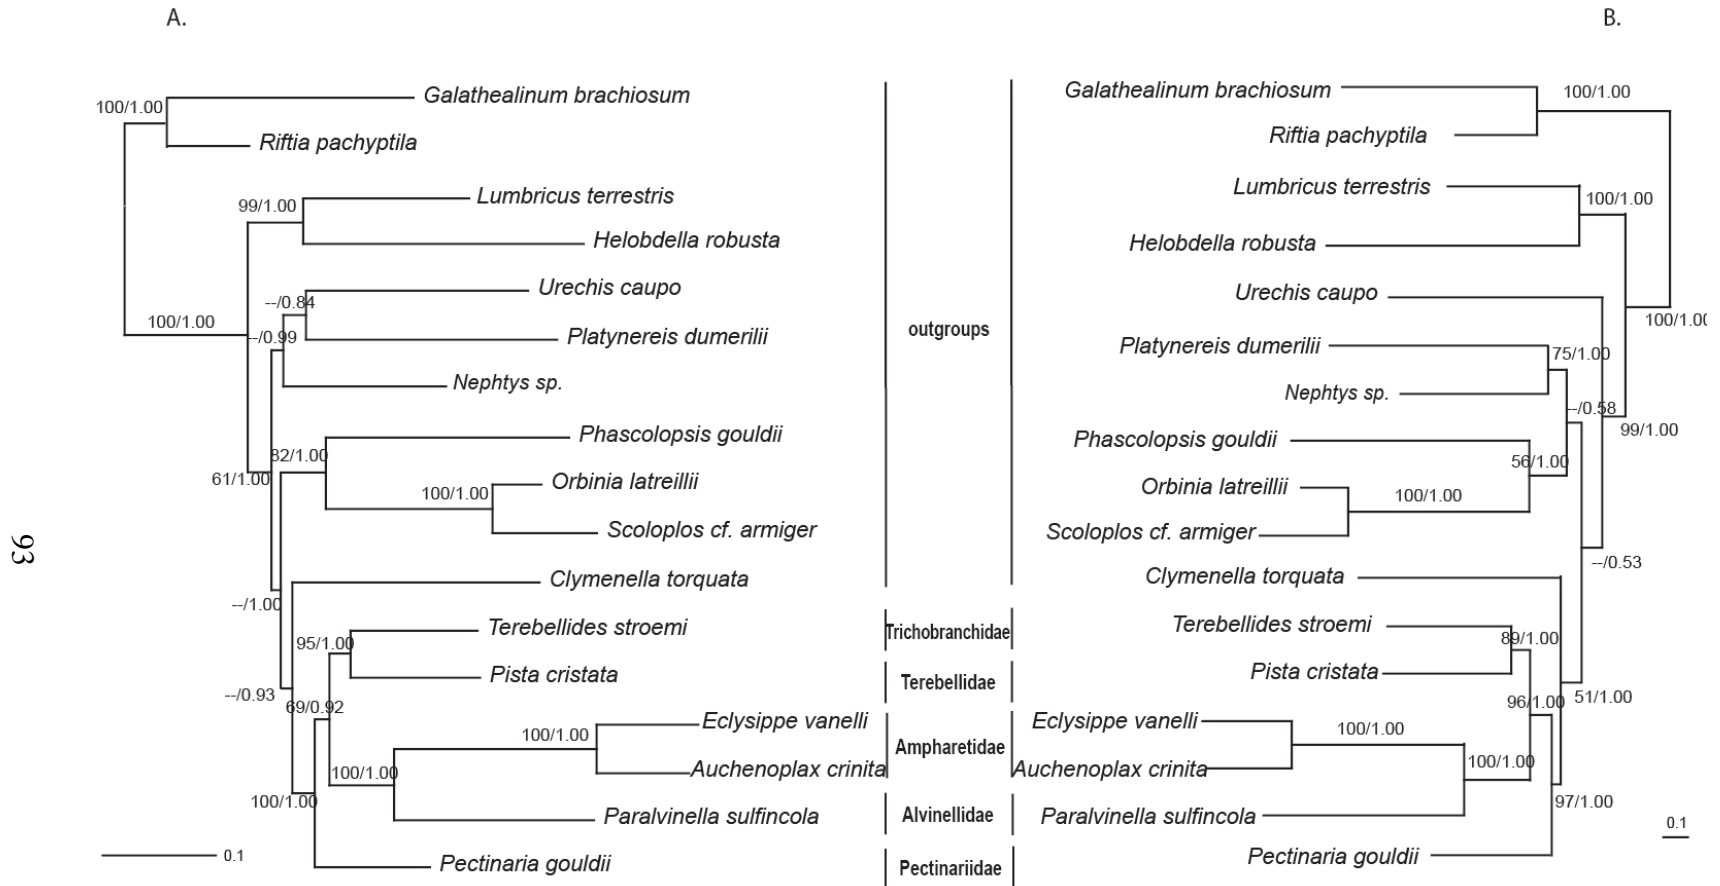 A.
B.
Galathealinum brachiosum
100/1.00
Riftia pachyptila
Lumbricus terrestris
99/1.00
Helobdella robusta
Urechis caupo
--/0.84
100/1.00
--/0.99
Platynereis dumerilii
Nephtys sp.
Phascolopsis gouldii
82/1.00
61/1.00
Orbinia latreillii
100/1.00
Scoloplos cf. armiger
Clymenella torquata
--/1.00
Terebellides stroemi
95/1.00
Pista cristata
--/0.93
69/0.92
Eclysippe vanelli
100/1.00
Auchenoplax crinita
100/1.00
100/1.00
Paralvinella sulfincola
Pectinaria gouldii
0.1
outgroups
Trichobranchidae
Terebellidae
Ampharetidae
Alvinellidae
Pectinariidae
Galathealinum brachiosum
100/1.00
Riftia pachyptila
Lumbricus terrestris
100/1.00
Helobdella robusta
Urechis caupo
100/1.00
Platynereis dumerilii
75/1.00
Nephtys sp.
--/0.58
99/1.00
Phascolopsis gouldii
56/1.00
Orbinia latreillii
100/1.00
Scoloplos cf. armiger
--/0.53
Clymenella torquata
Terebellides stroemi
89/1.00
Pista cristata
96/1.00
51/1.00
Eclysippe vanelli
100/1.00
Auchenoplax crinita
100/1.00
97/1.00
Paralvinella sulfincola
0.1
Pectinaria gouldii
93